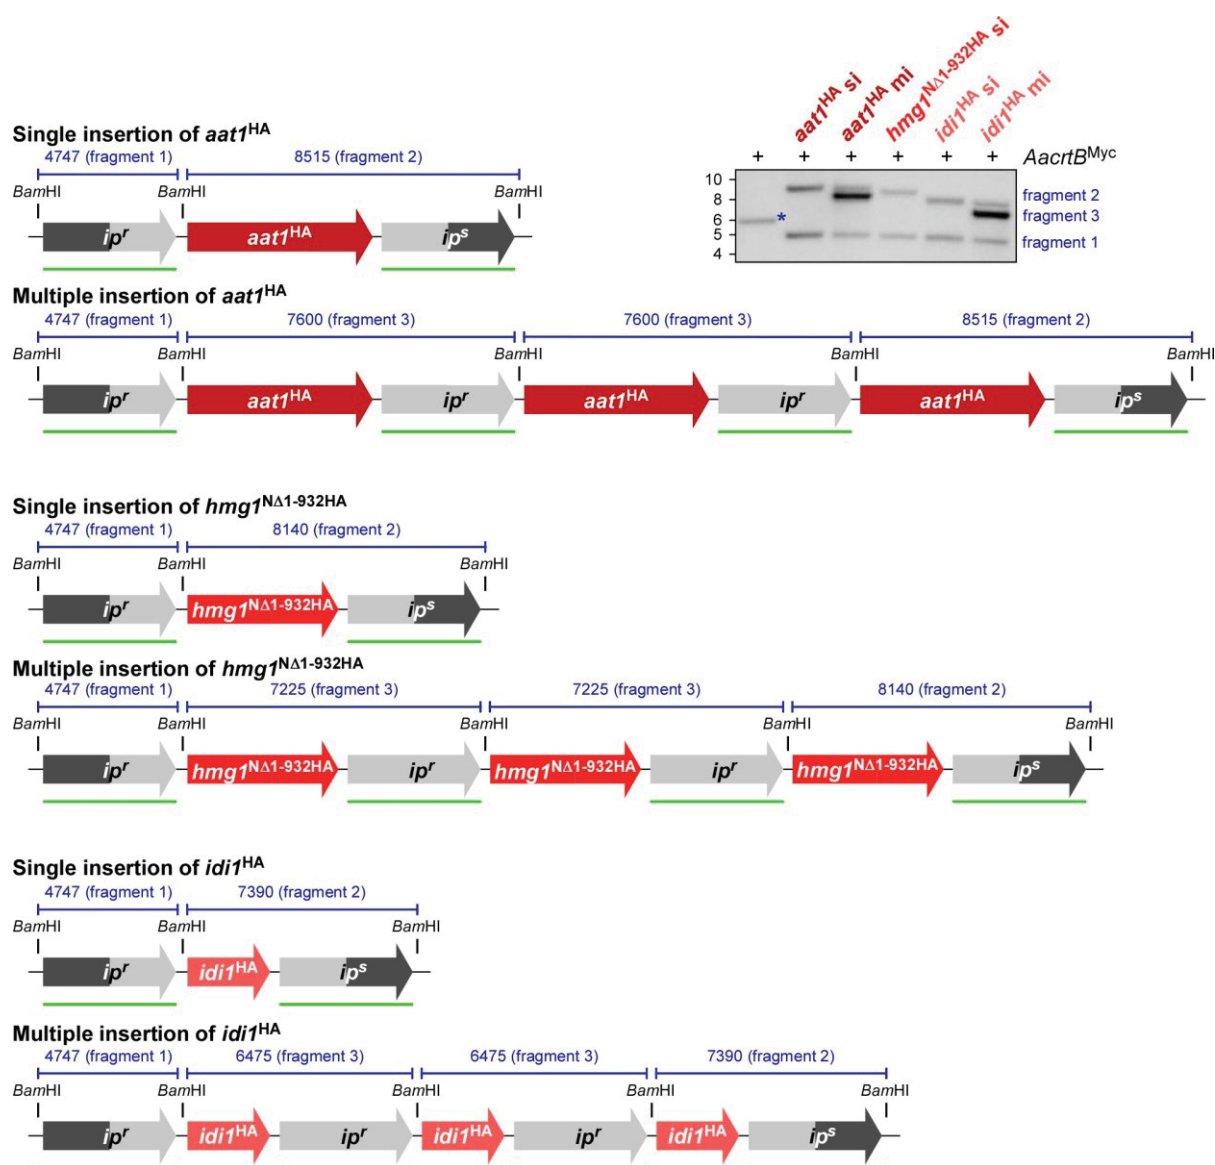 aat1HA si aat1HA mi hmg1NΔ1-932HA si idi1HA si idi1HA mi
+ + + + + + AacrtBMyc
10
8
6
5
4
*
fragment 2
fragment 3
fragment 1
Single insertion of aat1HA
4747 (fragment 1) 8515 (fragment 2)
BamHI BamHI BamHI
ipr aat1HA ips
Multiple insertion of aat1HA
4747 (fragment 1) 7600 (fragment 3) 7600 (fragment 3) 8515 (fragment 2)
BamHI BamHI BamHI BamHI BamHI
ipr aat1HA ipr aat1HA ipr aat1HA ips
Single insertion of hmg1NΔ1-932HA
4747 (fragment 1) 8140 (fragment 2)
BamHI BamHI BamHI
ipr hmg1NΔ1-932HA ips
Multiple insertion of hmg1NΔ1-932HA
4747 (fragment 1) 7225 (fragment 3) 7225 (fragment 3) 8140 (fragment 2)
BamHI BamHI BamHI BamHI BamHI
ipr hmg1NΔ1-932HA ipr hmg1NΔ1-932HA ipr hmg1NΔ1-932HA ips
Single insertion of idi1HA
4747 (fragment 1) 7390 (fragment 2)
BamHI BamHI BamHI
ipr idi1HA ips
Multiple insertion of idi1HA
4747 (fragment 1) 6475 (fragment 3) 6475 (fragment 3) 7390 (fragment 2)
BamHI BamHI BamHI BamHI BamHI
ipr idi1HA ipr idi1HA ipr idi1HA ips